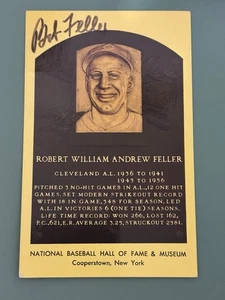 Bob Feller
ROBERT WILLIAM ANDREW FELLER
CLEVELAND A.L. 1936 TO 1941
1945 TO 1956
PITCHED 3 NO-HIT GAMES IN A.L., 12 ONE HIT
GAMES. SET MODERN STRIKEOUT RECORD
WITH 18 IN GAME, 348 FOR SEASON. LED
A.L. IN VICTORIES 6 (ONE TIE) SEASONS.
LIFE TIME RECORD: WON 266, LOST 162,
P.C. .621, E.R. AVERAGE 3.25, STRUCK OUT 2581.
NATIONAL BASEBALL HALL OF FAME & MUSEUM
Cooperstown, New York